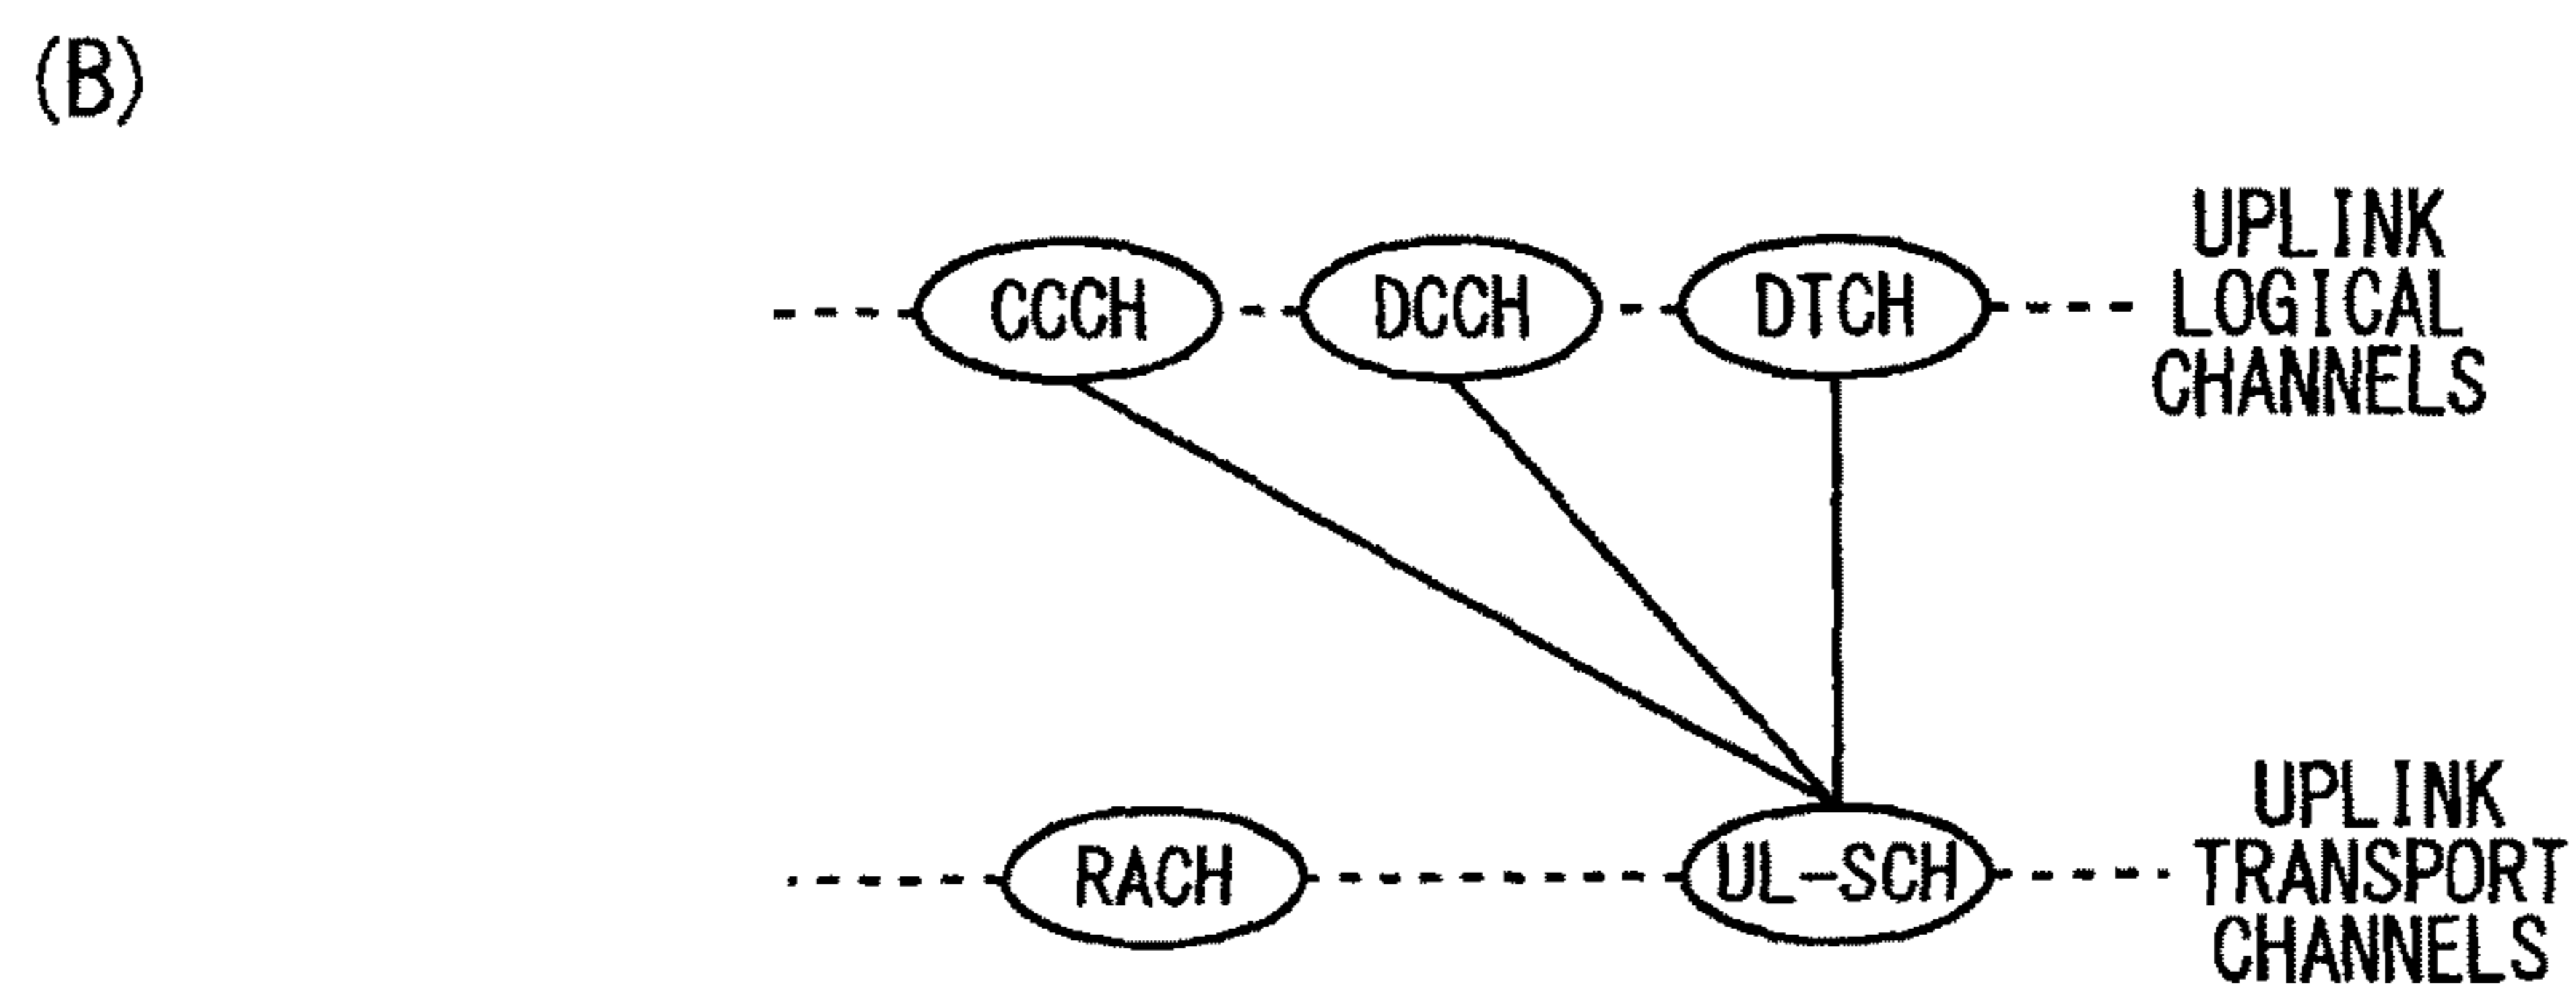 (B)
CCCH DCCH DTCH
UPLINK
LOGICAL
CHANNELS
RACH UL-SCH
UPLINK
TRANSPORT
CHANNELS